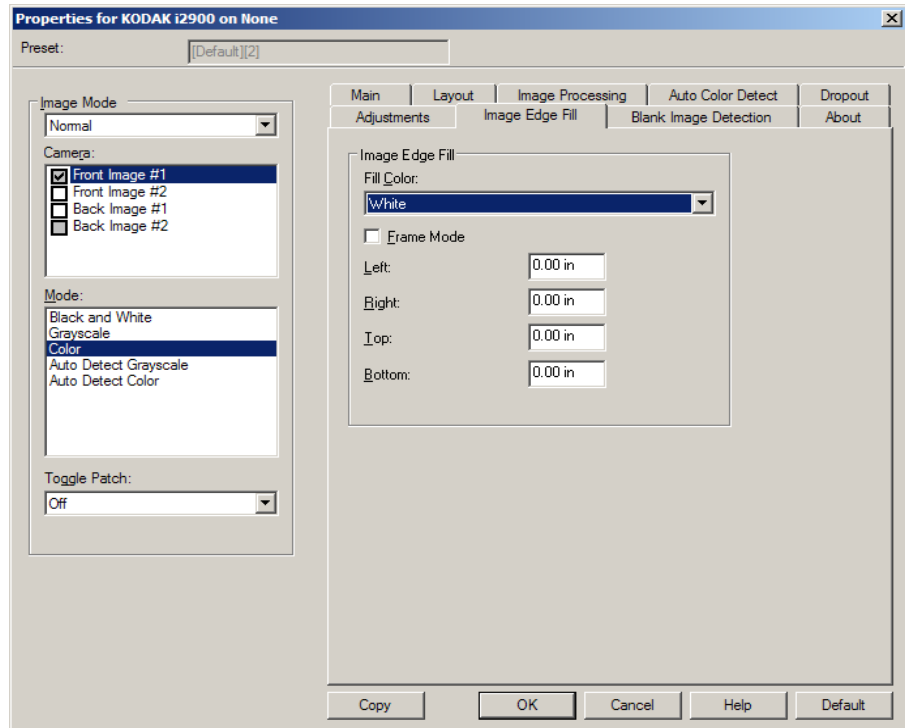 Properties for KODAK i2900 on None
Preset:
[Default][2]
Image Mode
Normal
Camera:
Front Image #1
Front Image #2
Back Image #1
Back Image #2
Mode:
Black and White
Grayscale
Color
Auto Detect Grayscale
Auto Detect Color
Toggle Patch:
Off
Main
Layout
Image Processing
Auto Color Detect
Dropout
Adjustments
Image Edge Fill
Blank Image Detection
About
Image Edge Fill
Fill Color:
White
Frame Mode
Left:
0.00 in
Right:
0.00 in
Top:
0.00 in
Bottom:
0.00 in
Copy
OK
Cancel
Help
Default